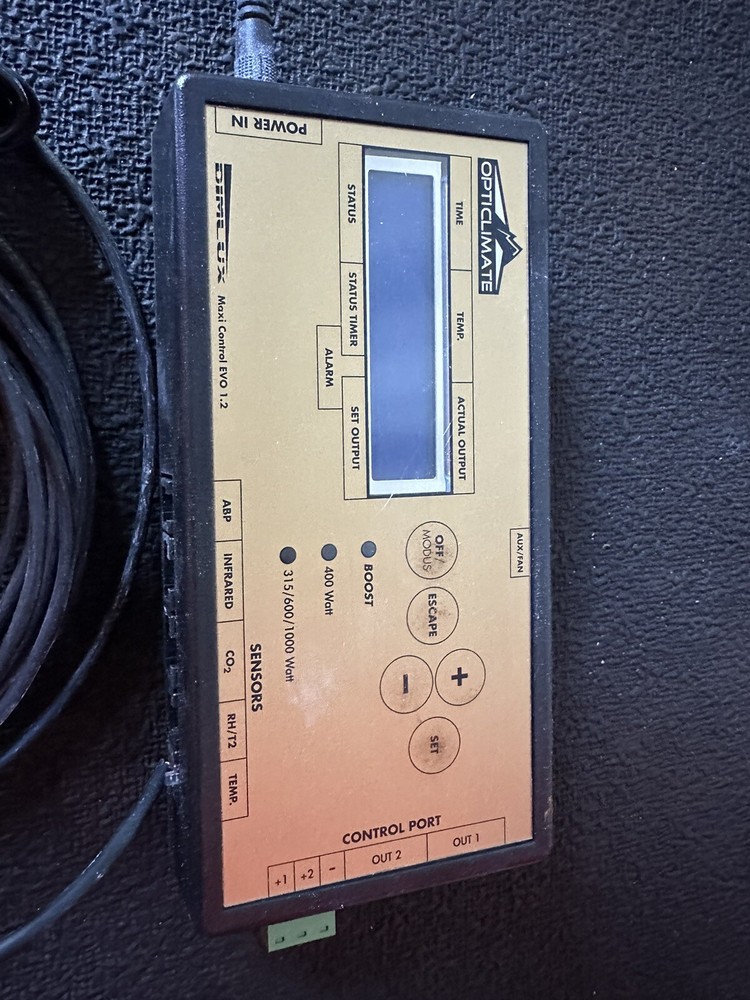 OPTICLIMATE
AUX/FAN
TIME
TEMP.
ACTUAL OUTPUT
STATUS
STATUS TIMER
SET OUTPUT
ALARM
OFF/
MODUS
ESCAPE
+
−
SET
BOOST
400 Watt
315/600/1000 Watt
POWER IN
DIMLUX Maxi Control EVO 1.2
SENSORS
ABP
INFRARED
CO₂
RH/T2
TEMP.
CONTROL PORT
OUT 1
OUT 2
−
+2
+1